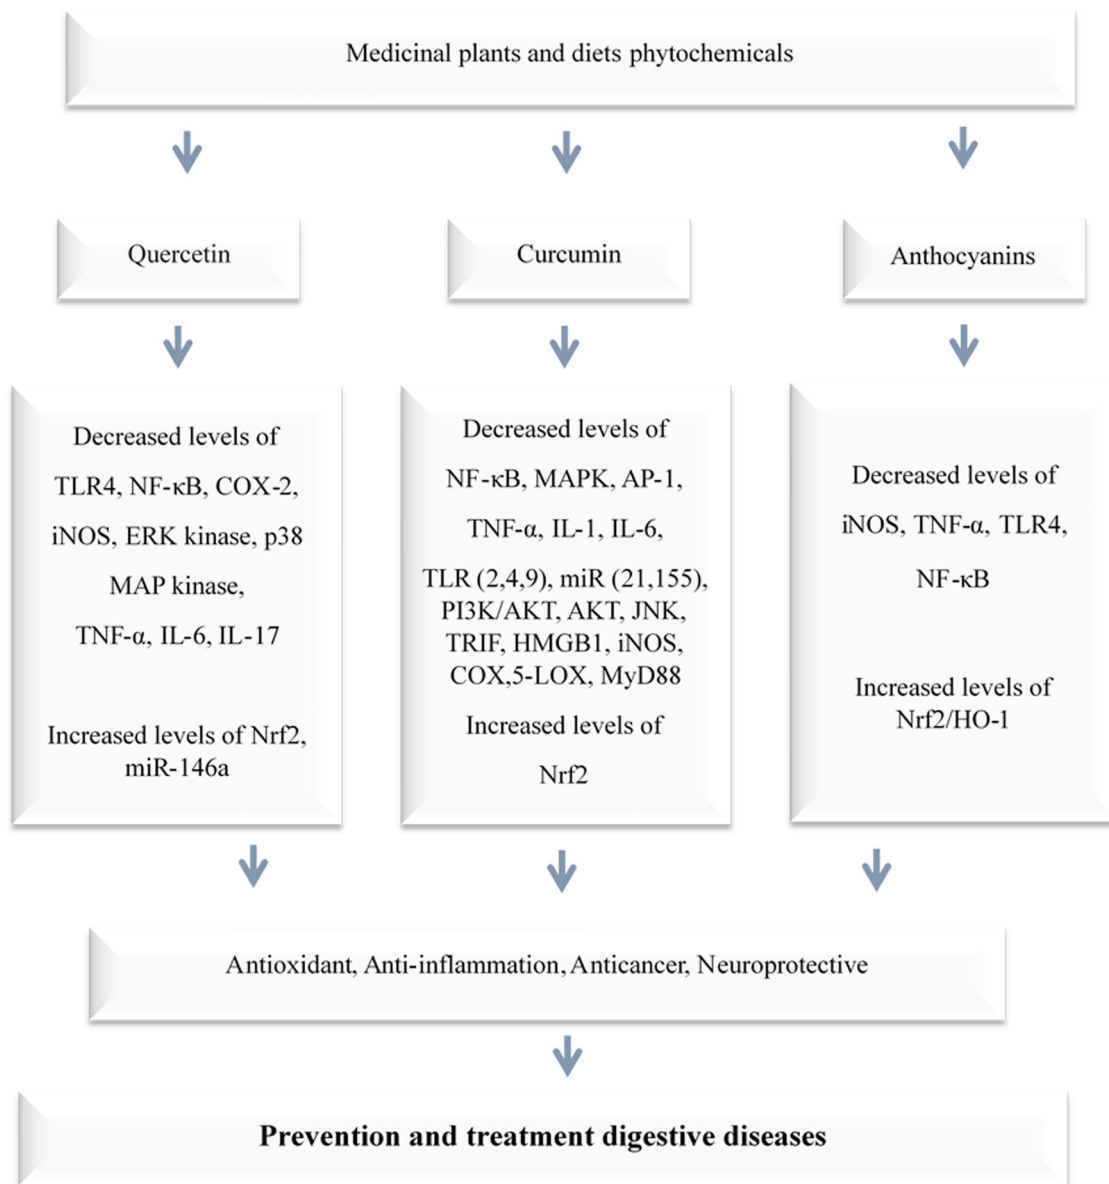 Medicinal plants and diets phytochemicals
Quercetin
Curcumin
Anthocyanins
Decreased levels of
TLR4, NF-κB, COX-2,
iNOS, ERK kinase, p38
MAP kinase,
TNF-α, IL-6, IL-17
Increased levels of Nrf2,
miR-146a
Decreased levels of
NF-κB, MAPK, AP-1,
TNF-α, IL-1, IL-6,
TLR (2,4,9), miR (21,155),
PI3K/AKT, AKT, JNK,
TRIF, HMGB1, iNOS,
COX,5-LOX, MyD88
Increased levels of
Nrf2
Decreased levels of
iNOS, TNF-α, TLR4,
NF-κB
Increased levels of
Nrf2/HO-1
Antioxidant, Anti-inflammation, Anticancer, Neuroprotective
Prevention and treatment digestive diseases